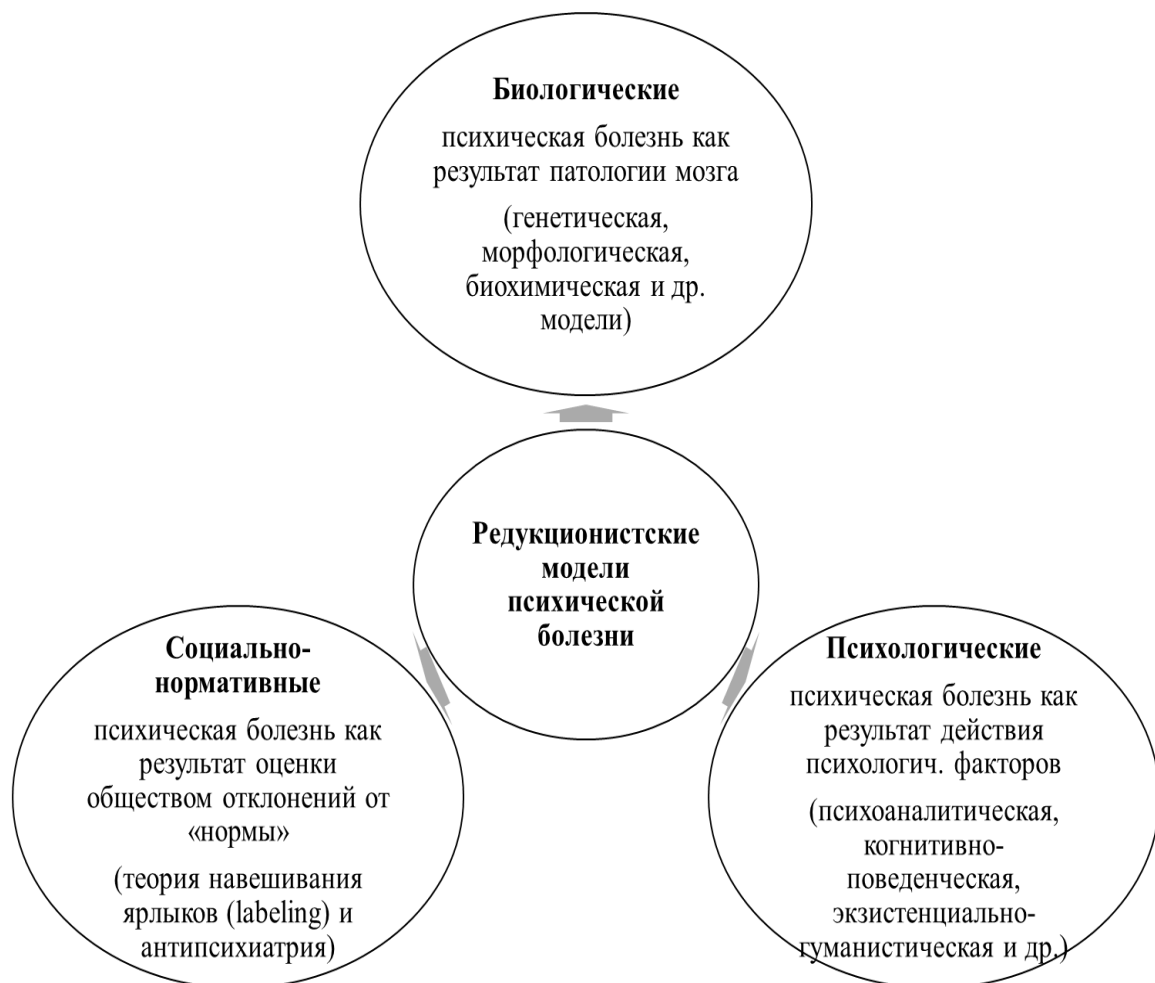 Биологические
психическая болезнь как
результат патологии мозга
(генетическая,
морфологическая,
биохимическая и др.
модели)
Редукционистские
модели
психической
болезни
Социально-
нормативные
психическая болезнь как
результат оценки
обществом отклонений от
«нормы»
(теория навешивания
ярлыков (labeling) и
антипсихиатрия)
Психологические
психическая болезнь как
результат действия
психологич. факторов
(психоаналитическая,
когнитивно-
поведенческая,
экзистенциально-
гуманистическая и др.)